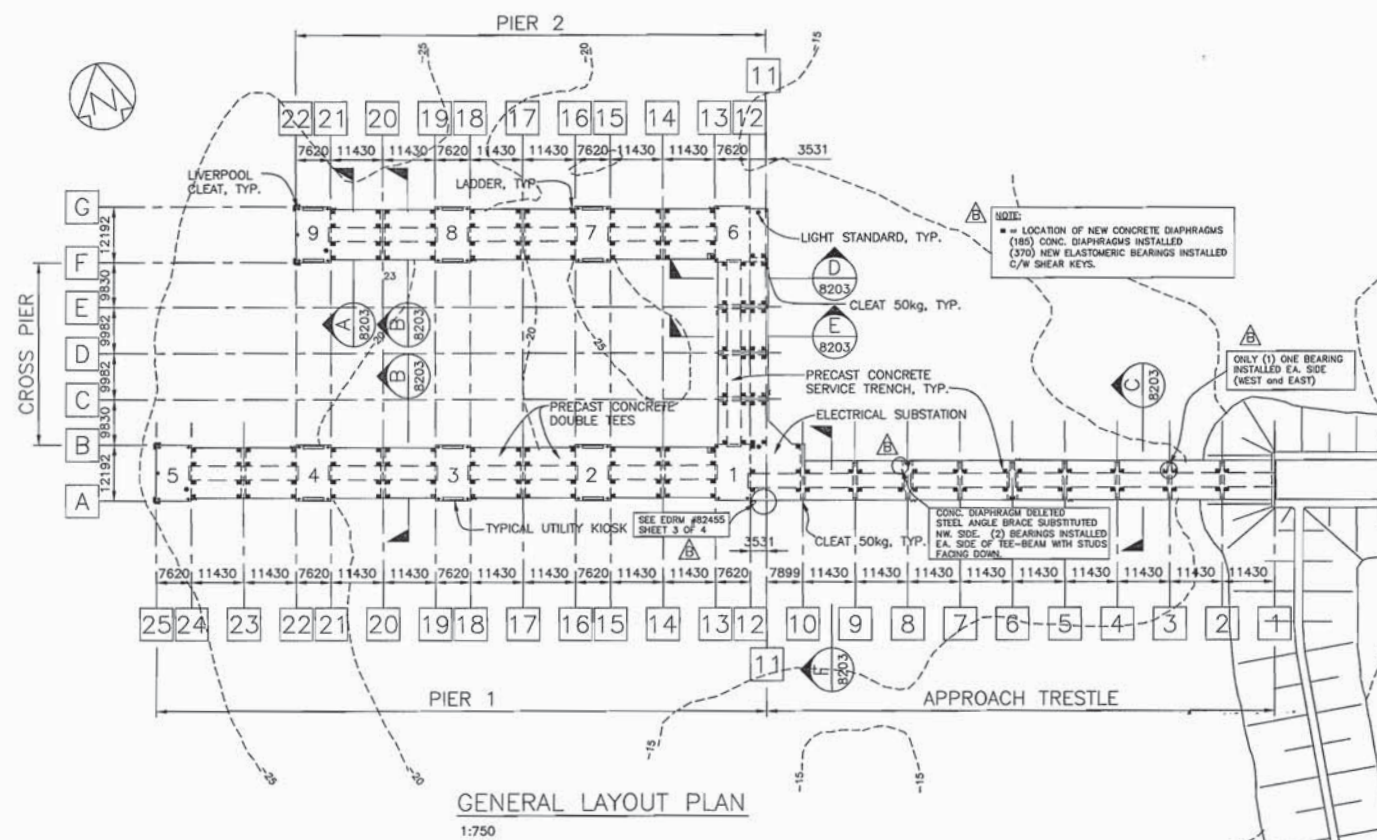 PIER 2
-25
-20
-15
11
22 21 20 19 18 17 16 15 14 13 12
7620 11430 11430 7620 11430 11430 7620 11430 11430 7620 3531
LIVERPOOL
CLEAT, TYP.
LADDER, TYP.
N
G
F
E
D
C
B
A
12192
9830
9982
9982
9830
12192
CROSS PIER
9
8
7
6
23
LIGHT STANDARD, TYP.
D
8203
CLEAT 50kg, TYP.
E
8203
A
8203
B
8203
B
8203
C
8203
-20
-20
-25
B
NOTE:
■ = LOCATION OF NEW CONCRETE DIAPHRAGMS
(185) CONC. DIAPHRAGMS INSTALLED
(370) NEW ELASTOMERIC BEARINGS INSTALLED
C/W SHEAR KEYS.
B
ONLY (1) ONE BEARING
INSTALLED EA. SIDE
(WEST and EAST)
PRECAST CONCRETE
SERVICE TRENCH, TYP.
PRECAST CONCRETE
DOUBLE TEES
ELECTRICAL SUBSTATION
B
5
4
3
2
1
TYPICAL UTILITY KIOSK
SEE EDRM #82455
SHEET 3 OF 4
B
3531
CLEAT 50kg, TYP.
CONC. DIAPHRAGM DELETED
STEEL ANGLE BRACE SUBSTITUTED
NW. SIDE. (2) BEARINGS INSTALLED
EA. SIDE OF TEE-BEAM WITH STUDS
FACING DOWN.
7620 11430 11430 7620 11430 11430 7620 11430 11430 7620 11430 11430 7620 7899 11430 11430 11430 11430 11430 11430 11430 11430 11430
25 24 23 22 21 20 19 18 17 16 15 14 13 12 10 9 8 7 6 5 4 3 2 1
11
F
8203
PIER 1
APPROACH TRESTLE
-25
-20
-15
-15
-15
GENERAL LAYOUT PLAN
1:750